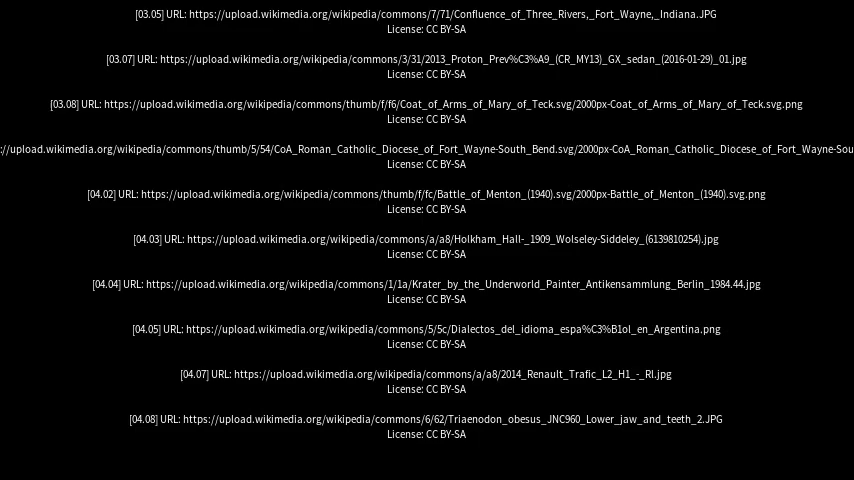 [03.05] URL: https://upload.wikimedia.org/wikipedia/commons/7/71/Confluence_of_Three_Rivers,_Fort_Wayne,_Indiana.JPG
License: CC BY-SA
[03.07] URL: https://upload.wikimedia.org/wikipedia/commons/3/31/2013_Proton_Prev%C3%A9_(CR_MY13)_GX_sedan_(2016-01-29)_01.jpg
License: CC BY-SA
[03.08] URL: https://upload.wikimedia.org/wikipedia/commons/thumb/f/f6/Coat_of_Arms_of_Mary_of_Teck.svg/2000px-Coat_of_Arms_of_Mary_of_Teck.svg.png
License: CC BY-SA
://upload.wikimedia.org/wikipedia/commons/thumb/5/54/CoA_Roman_Catholic_Diocese_of_Fort_Wayne-South_Bend.svg/2000px-CoA_Roman_Catholic_Diocese_of_Fort_Wayne-Sou
License: CC BY-SA
[04.02] URL: https://upload.wikimedia.org/wikipedia/commons/thumb/f/fc/Battle_of_Menton_(1940).svg/2000px-Battle_of_Menton_(1940).svg.png
License: CC BY-SA
[04.03] URL: https://upload.wikimedia.org/wikipedia/commons/a/a8/Holkham_Hall-_1909_Wolseley-Siddeley_(6139810254).jpg
License: CC BY-SA
[04.04] URL: https://upload.wikimedia.org/wikipedia/commons/1/1a/Krater_by_the_Underworld_Painter_Antikensammlung_Berlin_1984.44.jpg
License: CC BY-SA
[04.05] URL: https://upload.wikimedia.org/wikipedia/commons/5/5c/Dialectos_del_idioma_espa%C3%B1ol_en_Argentina.png
License: CC BY-SA
[04.07] URL: https://upload.wikimedia.org/wikipedia/commons/a/a8/2014_Renault_Trafic_L2_H1_-_RI.jpg
License: CC BY-SA
[04.08] URL: https://upload.wikimedia.org/wikipedia/commons/6/62/Triaenodon_obesus_JNC960_Lower_jaw_and_teeth_2.JPG
License: CC BY-SA